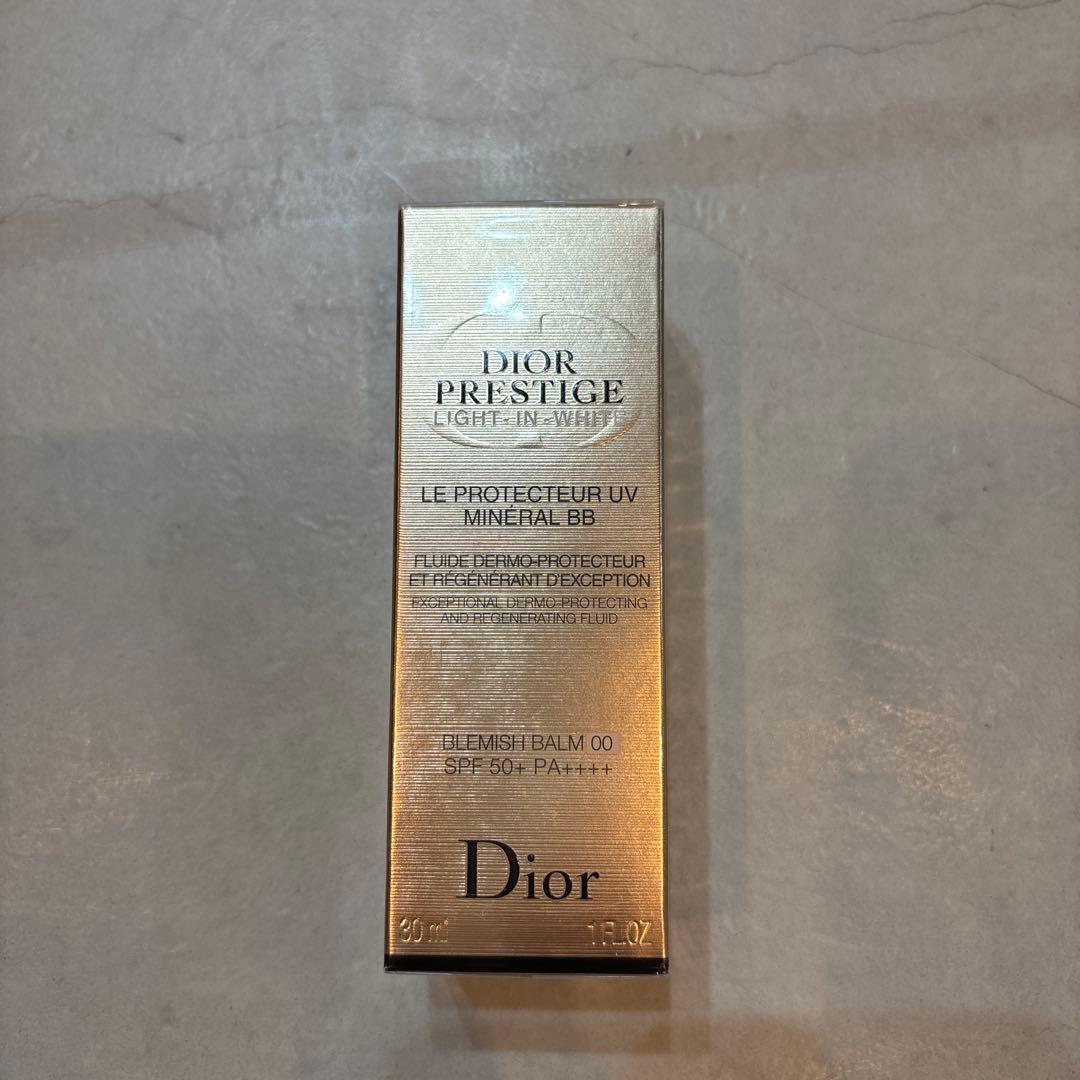 DIOR
PRESTIGE
LIGHT-IN-WHITE
LE PROTECTEUR UV
MINÉRAL BB
FLUIDE DERMO-PROTECTEUR
ET RÉGÉNÉRANT D'EXCEPTION
EXCEPTIONAL DERMO-PROTECTING
AND REGENERATING FLUID
BLEMISH BALM 00
SPF 50+ PA++++
Dior
30 ml 1 FL.OZ